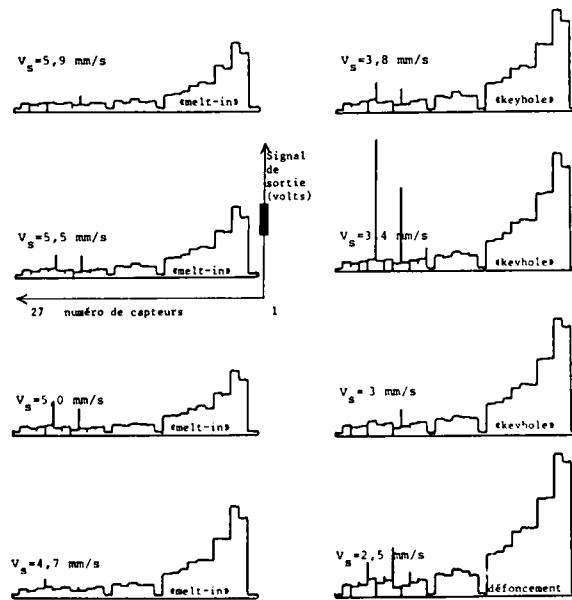 V_s=5,9 mm/s
«melt-in»
V_s=3,8 mm/s
«keyhole»
Signal
de
sortie
(volts)
V_s=5,5 mm/s
«melt-in»
V_s=3,4 mm/s
«keyhole»
27 numéro de capteurs 1
V_s=5,0 mm/s
«melt-in»
V_s=3 mm/s
«keyhole»
V_s=4,7 mm/s
«melt-in»
V_s=2,5 mm/s
défoncement